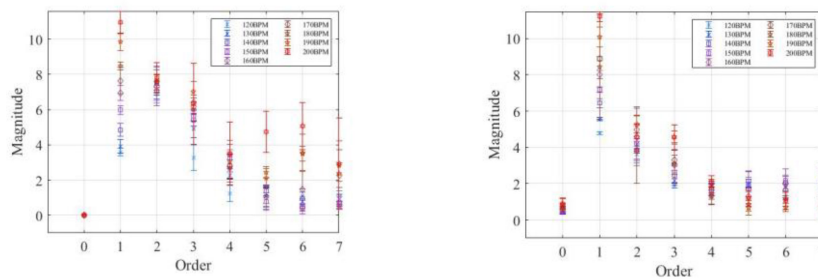 10
8
6
4
2
0
Magnitude
0 1 2 3 4 5 6 7
Order
120BPM 170BPM
130BPM 180BPM
140BPM 190BPM
150BPM 200BPM
160BPM
10
8
6
4
2
0
Magnitude
0 1 2 3 4 5 6
Order
120BPM 170BPM
130BPM 180BPM
140BPM 190BPM
150BPM 200BPM
160BPM